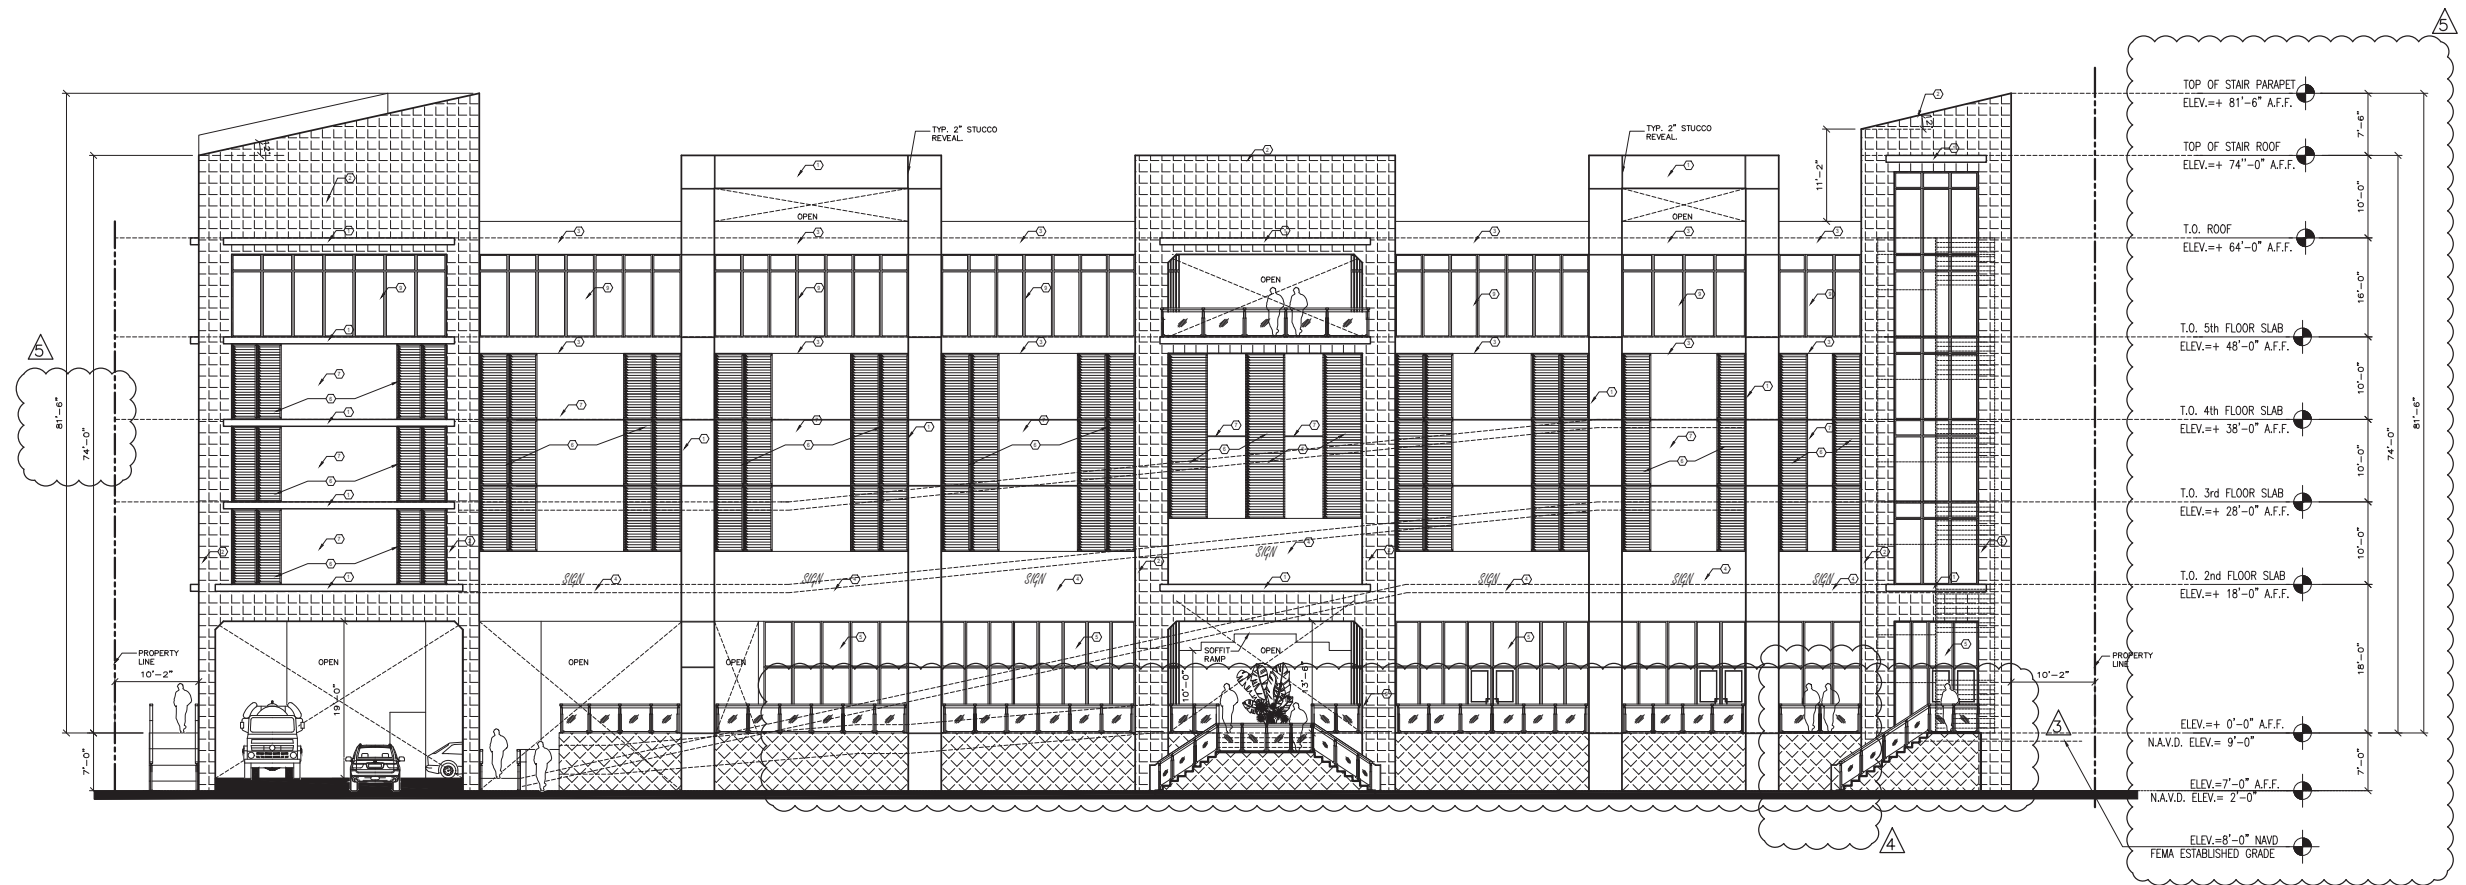 5
TOP OF STAIR PARAPET
ELEV.=+ 81'-6" A.F.F.
TYP. 2" STUCCO
REVEAL.
TYP. 2" STUCCO
REVEAL.
7'-6"
TOP OF STAIR ROOF
ELEV.=+ 74"-0" A.F.F.
11'-2"
10'-0"
OPEN
OPEN
T.O. ROOF
ELEV.=+ 64'-0" A.F.F.
OPEN
16'-0"
T.O. 5th FLOOR SLAB
ELEV.=+ 48'-0" A.F.F.
5
81'-6"
74'-0"
10'-0"
T.O. 4th FLOOR SLAB
ELEV.=+ 38'-0" A.F.F.
81'-6"
74'-0"
10'-0"
T.O. 3rd FLOOR SLAB
ELEV.=+ 28'-0" A.F.F.
10'-0"
SIGN
SIGN
SIGN
SIGN
SIGN
SIGN
SIGN
T.O. 2nd FLOOR SLAB
ELEV.=+ 18'-0" A.F.F.
18'-0"
PROPERTY
LINE
10'-2"
OPEN
19'-0"
OPEN
OPEN
SOFFIT
RAMP
OPEN
10'-0"
13'-6"
PROPERTY
LINE
10'-2"
3
ELEV.=+ 0'-0" A.F.F.
N.A.V.D. ELEV.= 9'-0"
7'-0"
7'-0"
ELEV.=7'-0" A.F.F.
N.A.V.D. ELEV.= 2'-0"
4
ELEV.=8'-0" NAVD
FEMA ESTABLISHED GRADE